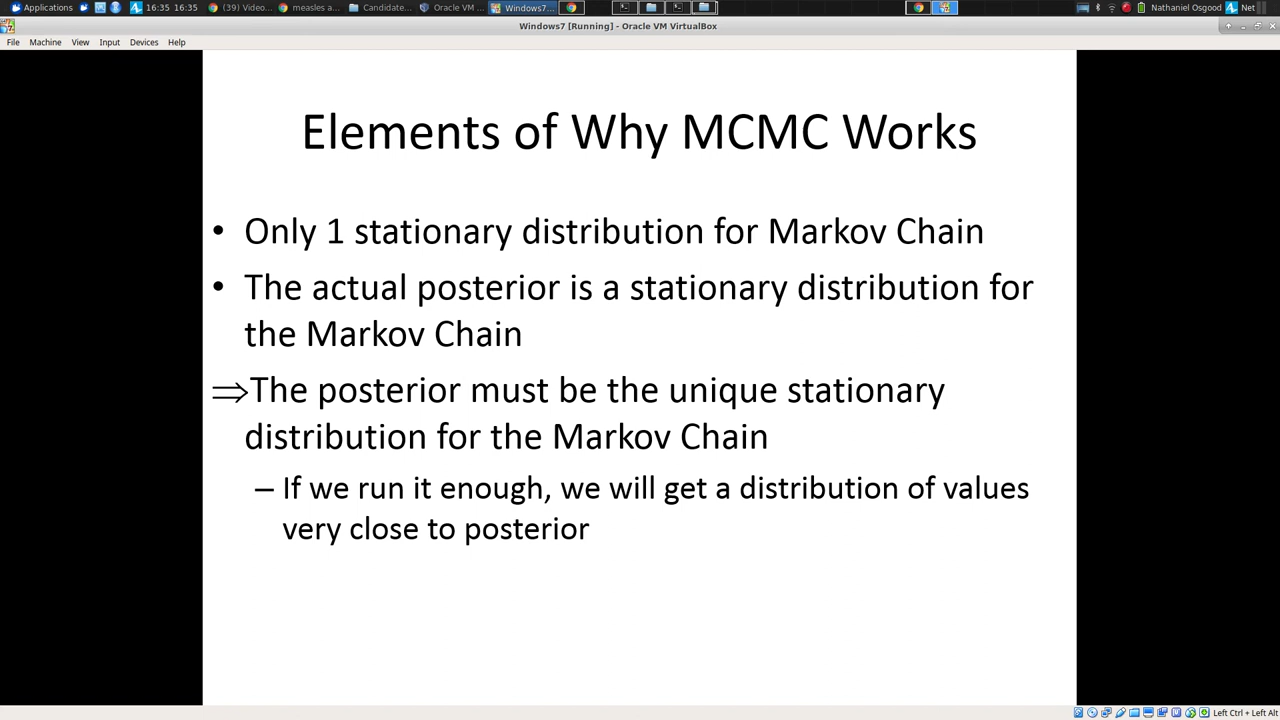 Applications 16:35 16:35 (39) Video... measles a... Candidate... Oracle VM ... Windows7... Nathaniel Osgood Net
Windows7 [Running] - Oracle VM VirtualBox
File Machine View Input Devices Help
Elements of Why MCMC Works
• Only 1 stationary distribution for Markov Chain
• The actual posterior is a stationary distribution for
the Markov Chain
⇒The posterior must be the unique stationary
distribution for the Markov Chain
– If we run it enough, we will get a distribution of values
very close to posterior
Left Ctrl + Left Alt